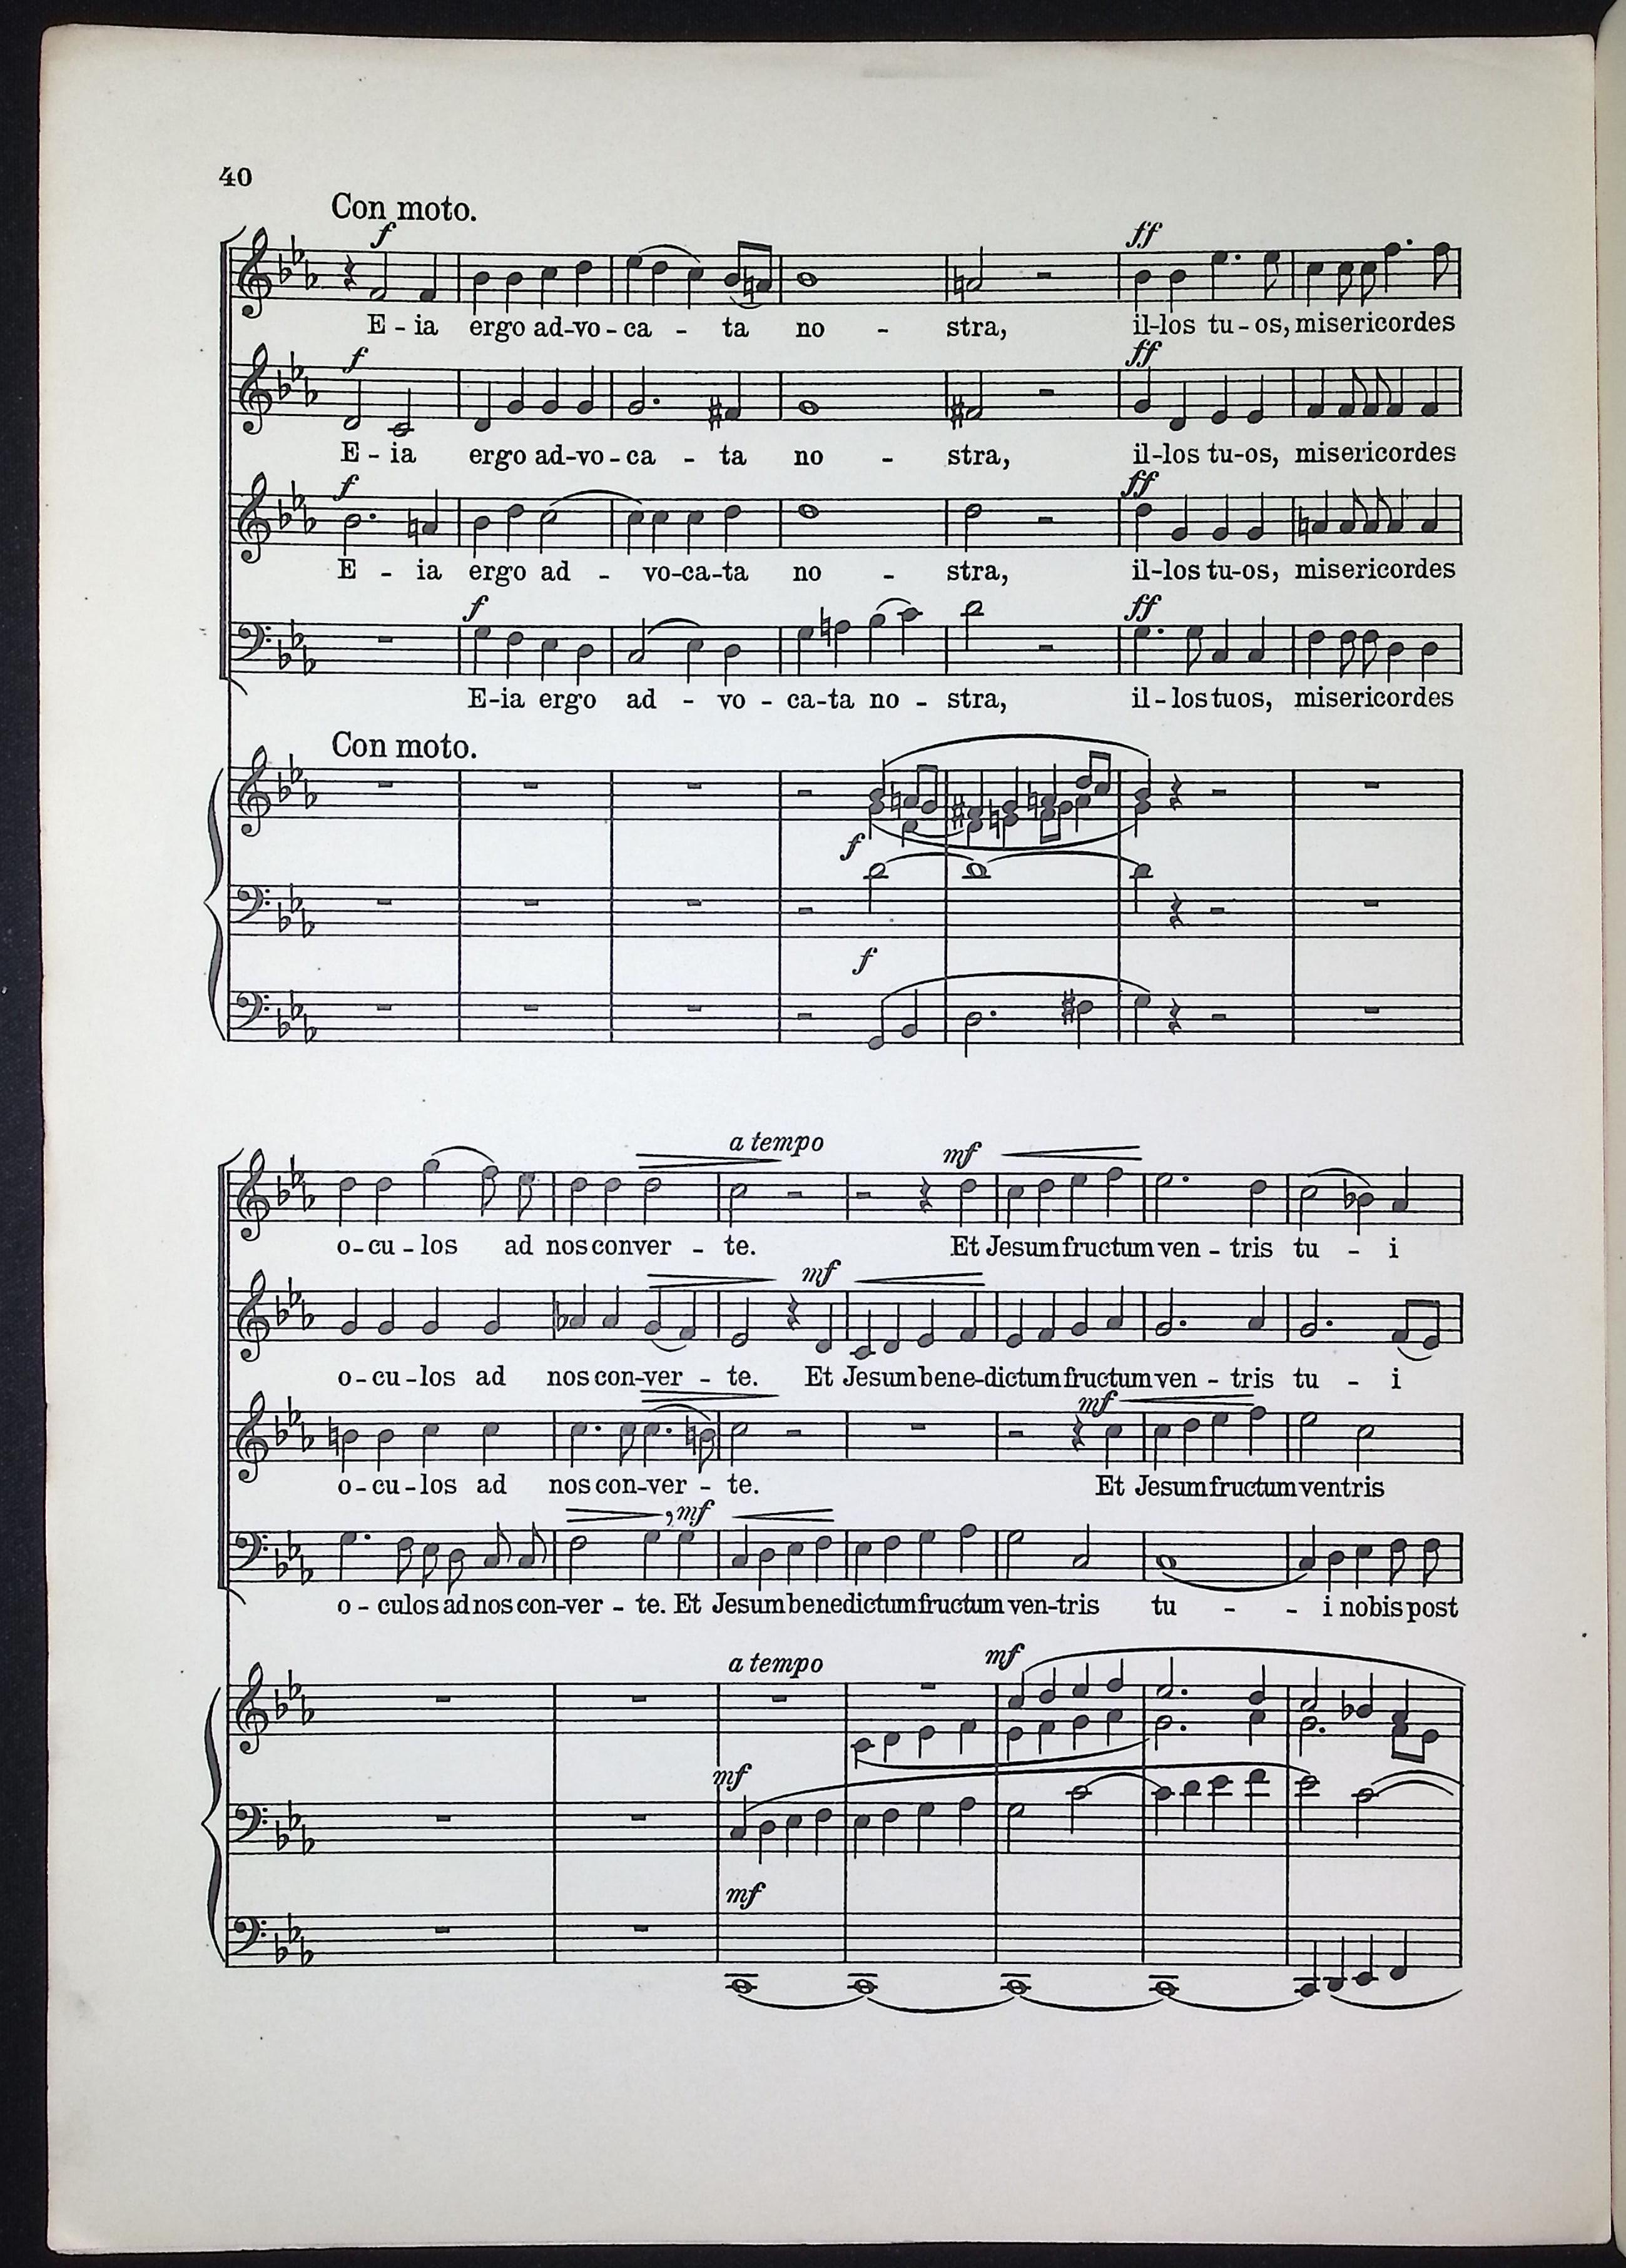 40
Con moto.
f
ff
E - ia ergo ad-vo - ca - ta no - stra, il-los tu - os, misericordes
f
ff
E - ia ergo ad-vo - ca - ta no - stra, il-los tu-os, misericordes
f
ff
E - ia ergo ad - vo-ca-ta no - stra, il-los tu-os, misericordes
f
ff
E-ia ergo ad - vo - ca-ta no - stra, il - los tuos, misericordes
Con moto.
f
f
a tempo
mf
o-cu-los ad nos conver - te. Et Jesum fructum ven - tris tu - i
mf
o-cu-los ad nos con-ver - te. Et Jesum bene-dictum fructum ven - tris tu - i
mf
o-cu-los ad nos con-ver - te. Et Jesum fructum ventris
, mf
o - culos ad nos con-ver - te. Et Jesum benedictum fructum ven-tris tu - - i nobis post
a tempo
mf
mf
mf